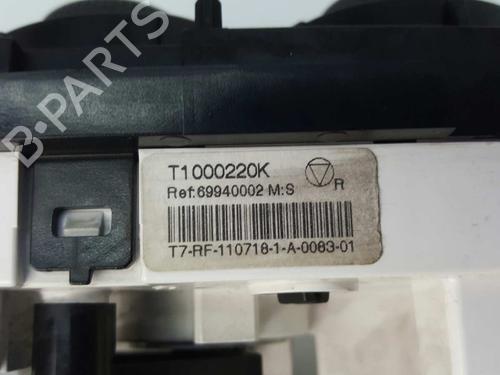 T1000220K
R
Ref:69940002 M:S
T7-RF-110718-1-A-0083-01
B-PARTS